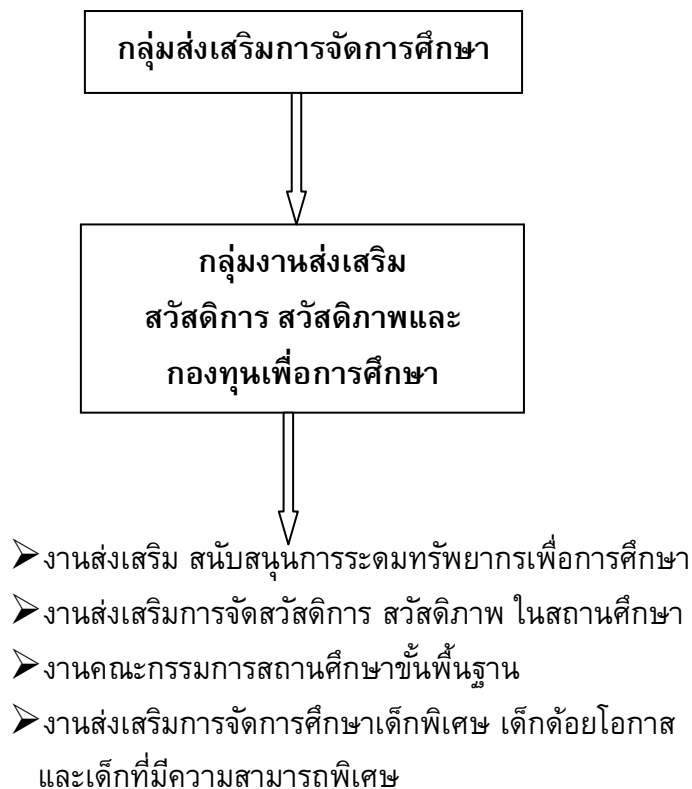 กลุ่มส่งเสริมการจัดการศึกษา
กลุ่มงานส่งเสริม
สวัสดิการ สวัสดิภาพและ
กองทุนเพื่อการศึกษา
➢งานส่งเสริม สนับสนุนการระดมทรัพยากรเพื่อการศึกษา
➢งานส่งเสริมการจัดสวัสดิการ สวัสดิภาพ ในสถานศึกษา
➢งานคณะกรรมการสถานศึกษาขั้นพื้นฐาน
➢งานส่งเสริมการจัดการศึกษาเด็กพิเศษ เด็กด้อยโอกาส
และเด็กที่มีความสามารถพิเศษ